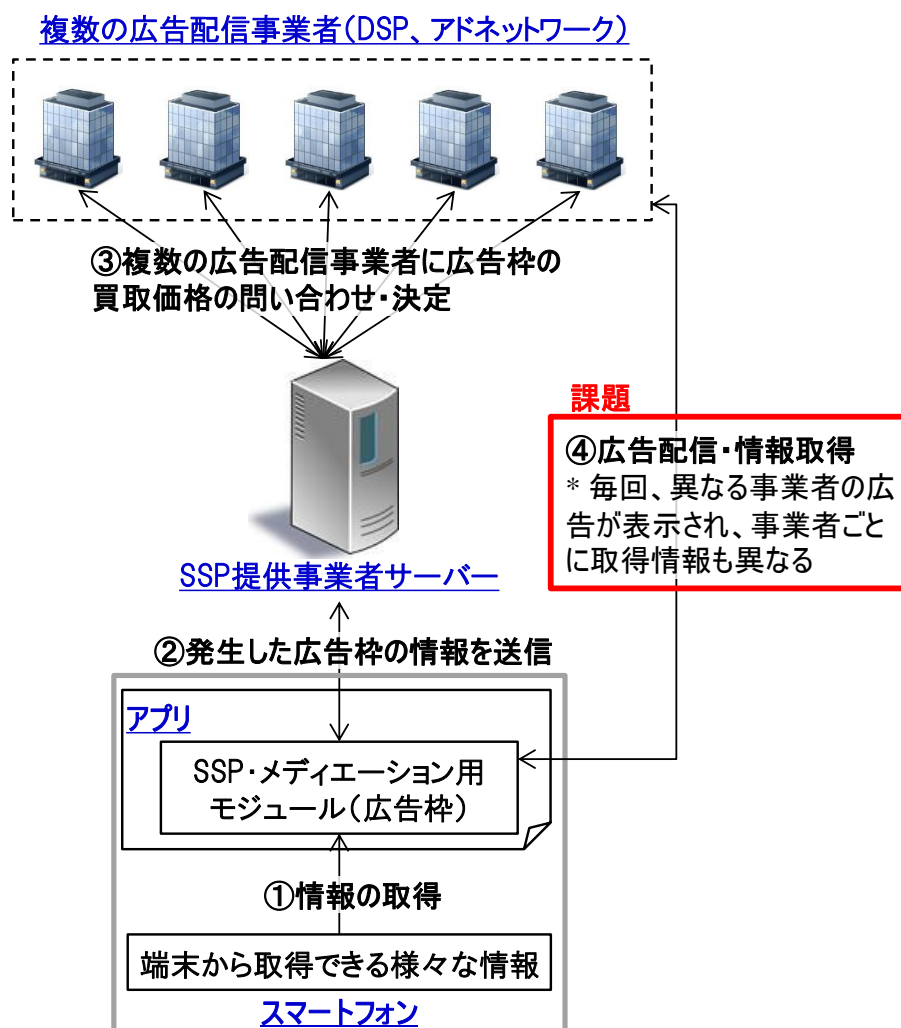 複数の広告配信事業者(DSP、アドネットワーク)
③複数の広告配信事業者に広告枠の
買取価格の問い合わせ・決定
課題
④広告配信・情報取得
* 毎回、異なる事業者の広
告が表示され、事業者ごと
に取得情報も異なる
SSP提供事業者サーバー
②発生した広告枠の情報を送信
アプリ
SSP・メディエーション用
モジュール(広告枠)
①情報の取得
端末から取得できる様々な情報
スマートフォン